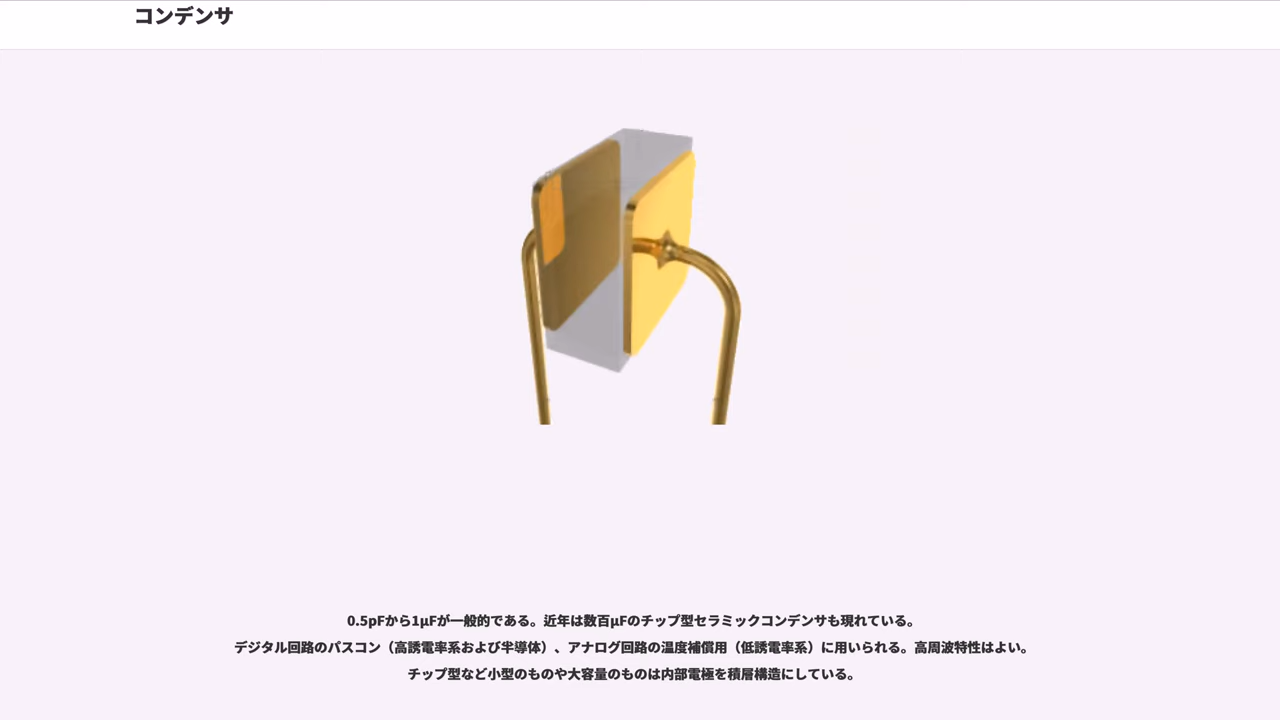 コンデンサ
0.5pFから1μFが一般的である。近年は数百μFのチップ型セラミックコンデンサも現れている。
デジタル回路のパスコン（高誘電率系および半導体）、アナログ回路の温度補償用（低誘電率系）に用いられる。高周波特性はよい。
チップ型など小型のものや大容量のものは内部電極を積層構造にしている。